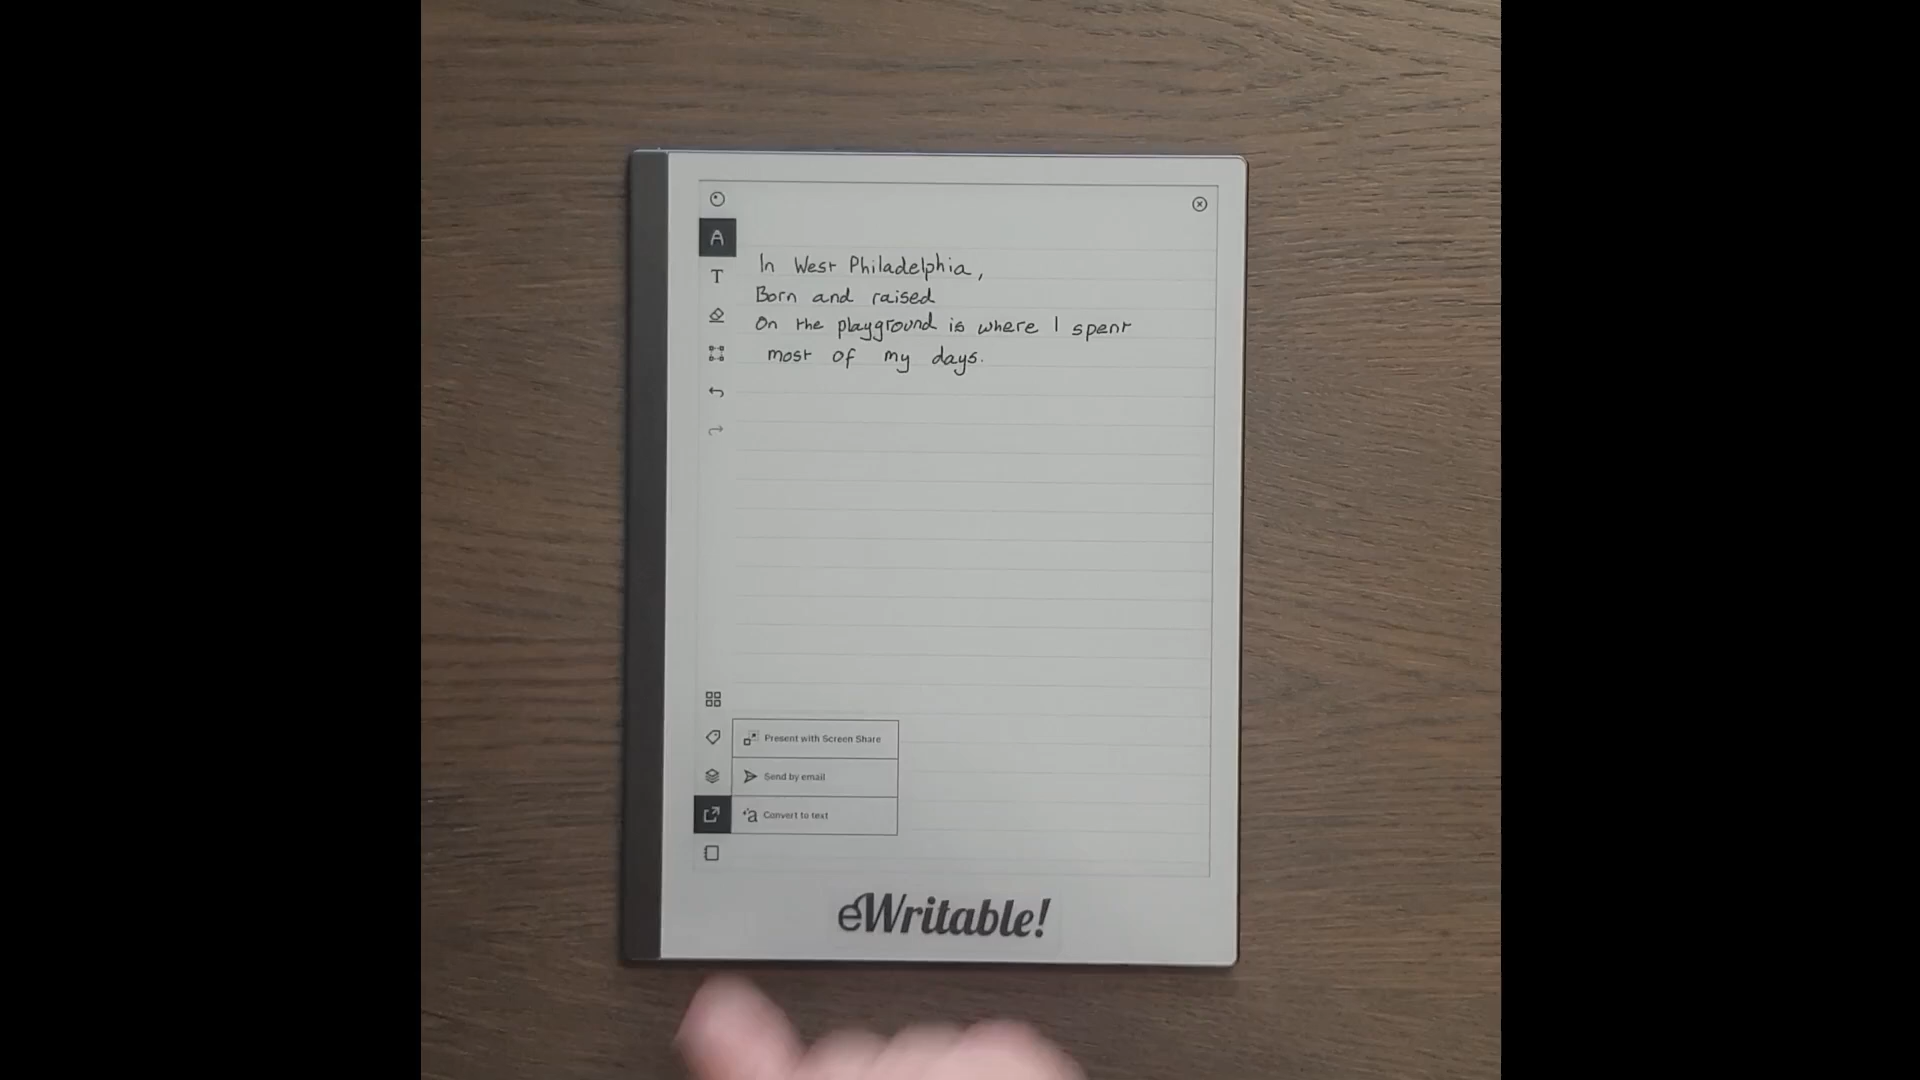 In West Philadelphia,
Born and raised
On the playground is where I spent
most of my days.
Present with Screen Share
Send by email
Convert to text
eWritable!